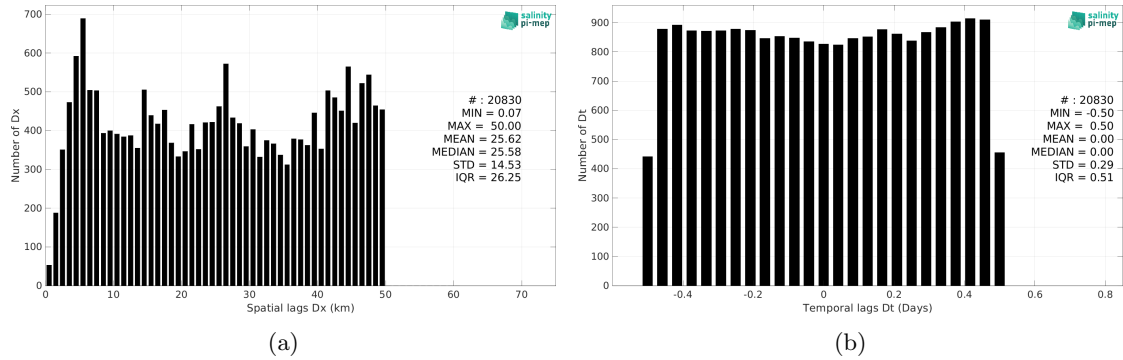 salinity
pi-mep
700
600
500
400
300
200
100
0
Number of Dx
# : 20830
MIN = 0.07
MAX = 50.00
MEAN = 25.62
MEDIAN = 25.58
STD = 14.53
IQR = 26.25
0 10 20 30 40 50 60 70
Spatial lags Dx (km)
(a)
salinity
pi-mep
900
800
700
600
500
400
300
200
100
0
Number of Dt
# : 20830
MIN = -0.50
MAX = 0.50
MEAN = 0.00
MEDIAN = 0.00
STD = 0.29
IQR = 0.51
-0.4 -0.2 0 0.2 0.4 0.6 0.8
Temporal lags Dt (Days)
(b)